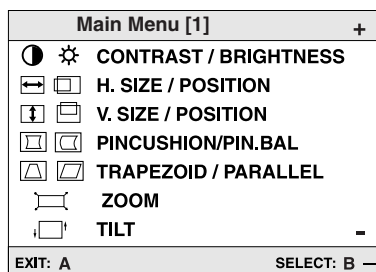 Main Menu [1] +
CONTRAST / BRIGHTNESS
H. SIZE / POSITION
V. SIZE / POSITION
PINCUSHION/PIN.BAL
TRAPEZOID / PARALLEL
ZOOM
TILT -
EXIT: A SELECT: B